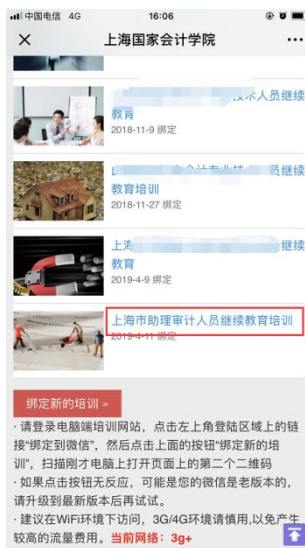 中国电信 4G 16:06
上海国家会计学院
技术人员继续
教育
2018-11-9 绑定
员继续
教育培训
2018-11-27 绑定
继续
教育
2019-4-9 绑定
上海市助理审计人员继续教育培训
2019-4-11 绑定
绑定新的培训 »
· 请登录电脑端培训网站，点击左上角登陆区域上的链
接"绑定到微信"，然后点击上面的按钮"绑定新的培
训"，扫描刚才电脑上打开页面上的第二个二维码
· 如果点击按钮无反应，可能是您的微信是老版本的，
请升级到最新版本后再试试。
· 建议在WiFi环境下访问，3G/4G环境请慎用,以免产生
较高的流量费用。当前网络：3g+